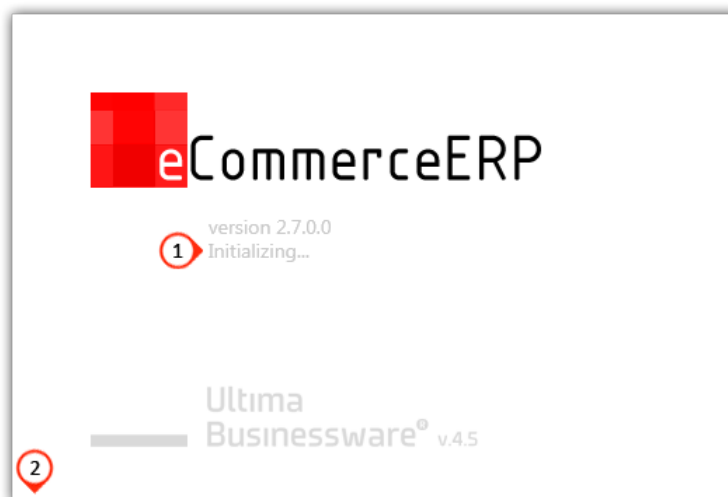 eCommerceERP
version 2.7.0.0
1 Initializing...
Ultima
Businessware® v.4.5
2